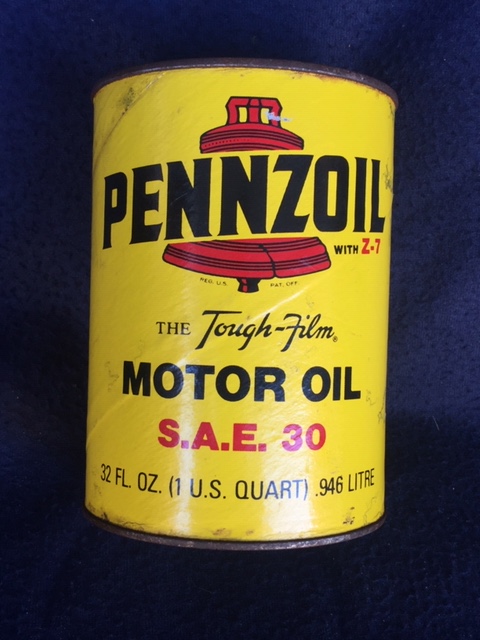 PENNZOIL
WITH Z-7
REG. U.S. PAT. OFF.
THE Tough-Film®
MOTOR OIL
S.A.E. 30
32 FL. OZ. (1 U.S. QUART) .946 LITRE